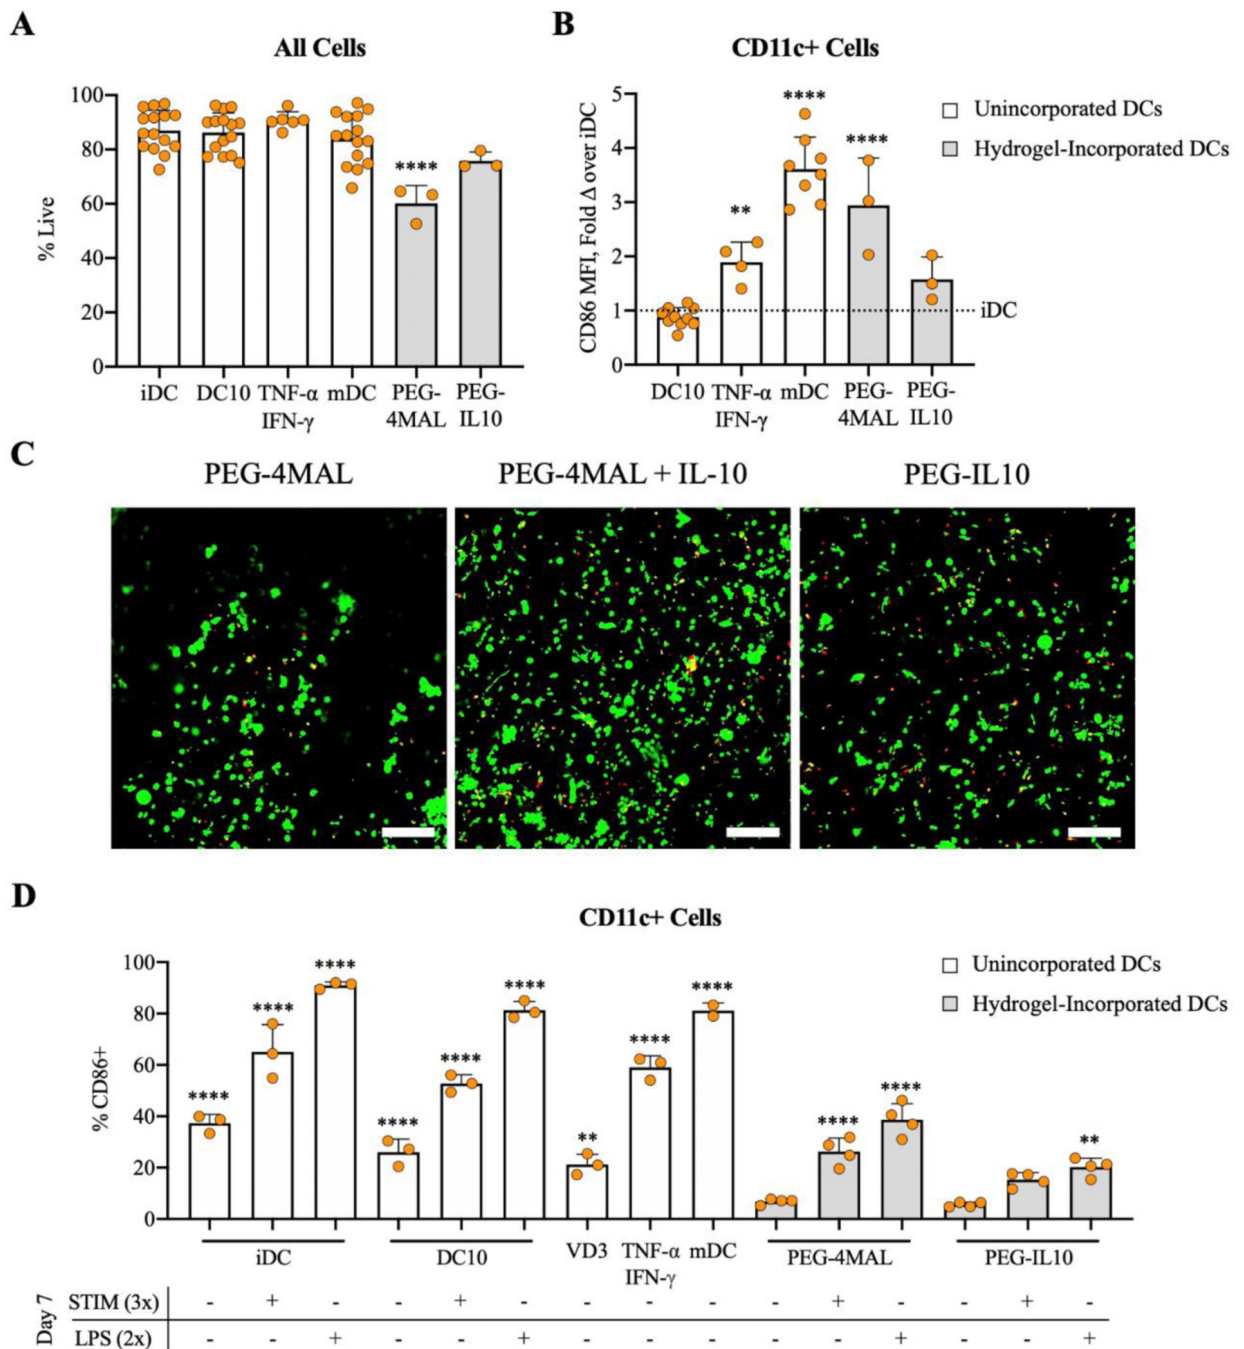 A
All Cells
% Live
100
80
60
40
20
0
****
iDC
DC10
TNF-α
IFN-γ
mDC
PEG-
4MAL
PEG-
IL10
B
CD11c+ Cells
CD86 MFI, Fold Δ over iDC
5
4
3
2
1
0
**
****
****
iDC
DC10
TNF-α
IFN-γ
mDC
PEG-
4MAL
PEG-
IL10
Unincorporated DCs
Hydrogel-Incorporated DCs
C
PEG-4MAL
PEG-4MAL + IL-10
PEG-IL10
D
CD11c+ Cells
Unincorporated DCs
Hydrogel-Incorporated DCs
% CD86+
100
80
60
40
20
0
****
****
****
****
****
****
**
****
****
****
****
**
iDC
DC10
VD3
TNF-α
IFN-γ
mDC
PEG-4MAL
PEG-IL10
Day 7
STIM (3x) - + - - + - - - - - + - - + -
LPS (2x) - - + - - + - - - - - + - - +